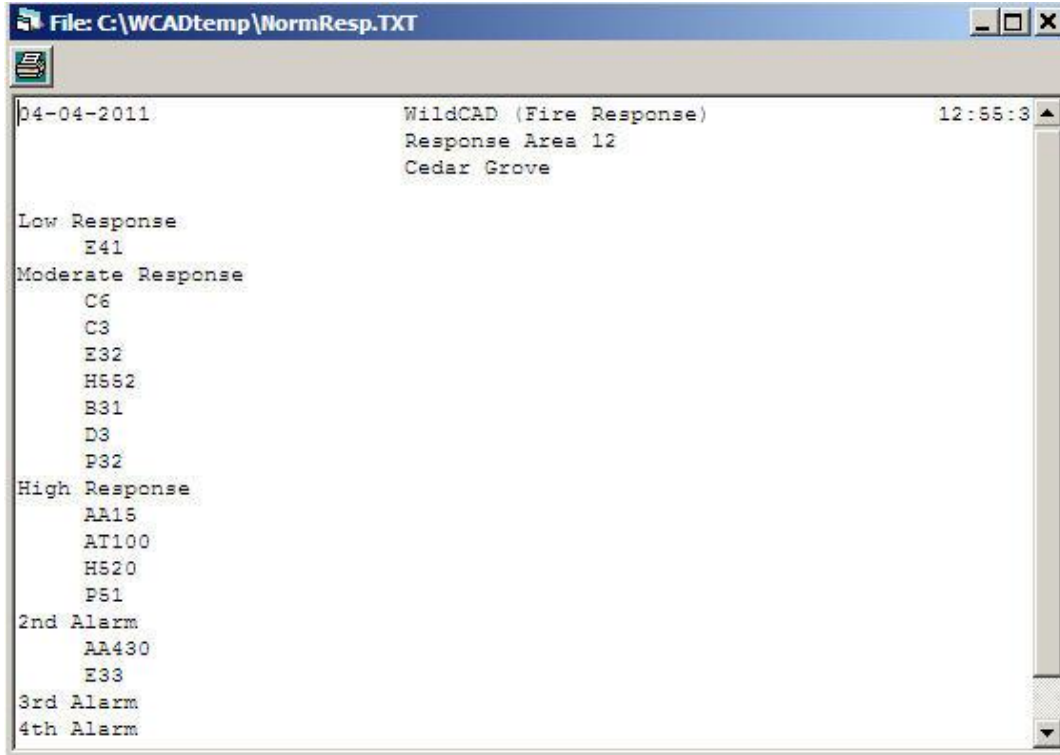 File: C:\WCADtemp\NormResp.TXT
04-04-2011 WildCAD (Fire Response) 12:55:3
Response Area 12
Cedar Grove
Low Response
E41
Moderate Response
C6
C3
E32
H552
B31
D3
P32
High Response
AA15
AT100
H520
P51
2nd Alarm
AA430
E33
3rd Alarm
4th Alarm